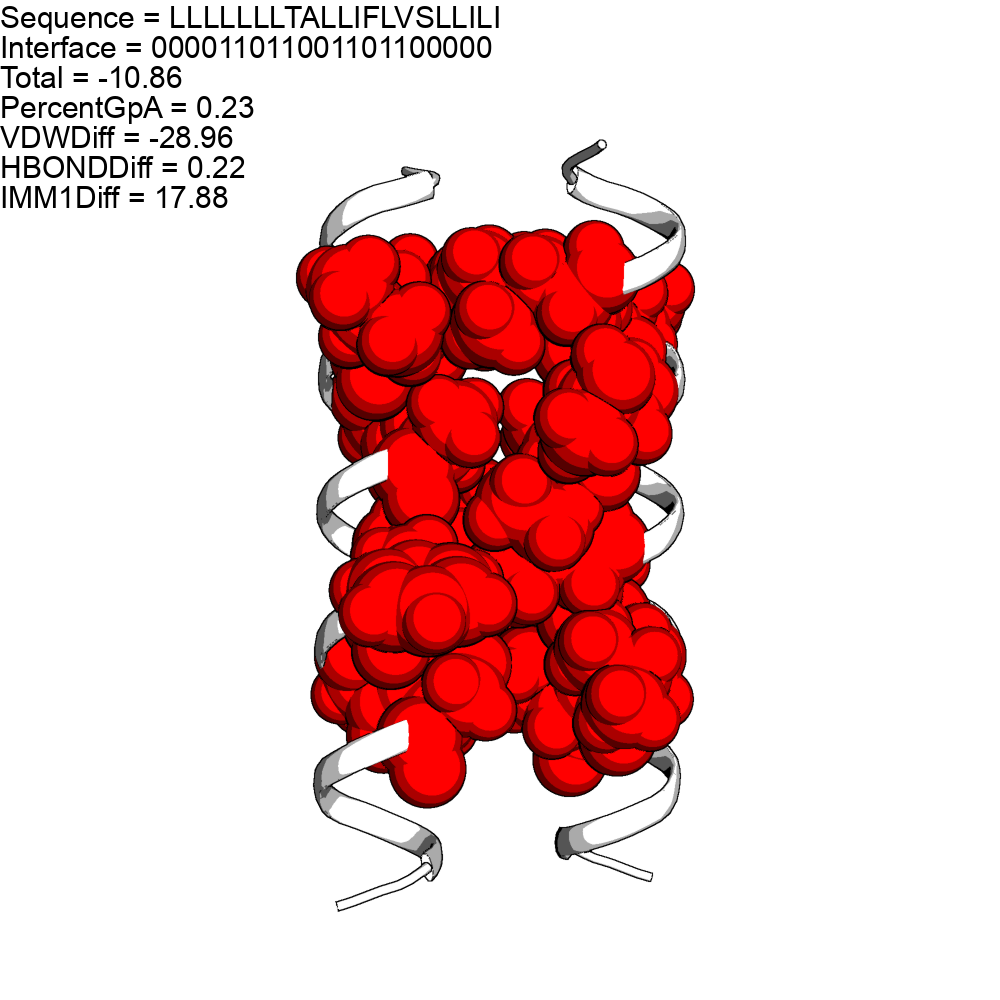 Sequence = LLLLLLLTALLIFLVSLLILI
Interface = 000011011001101100000
Total = -10.86
PercentGpA = 0.23
VDWDiff = -28.96
HBONDDiff = 0.22
IMM1Diff = 17.88